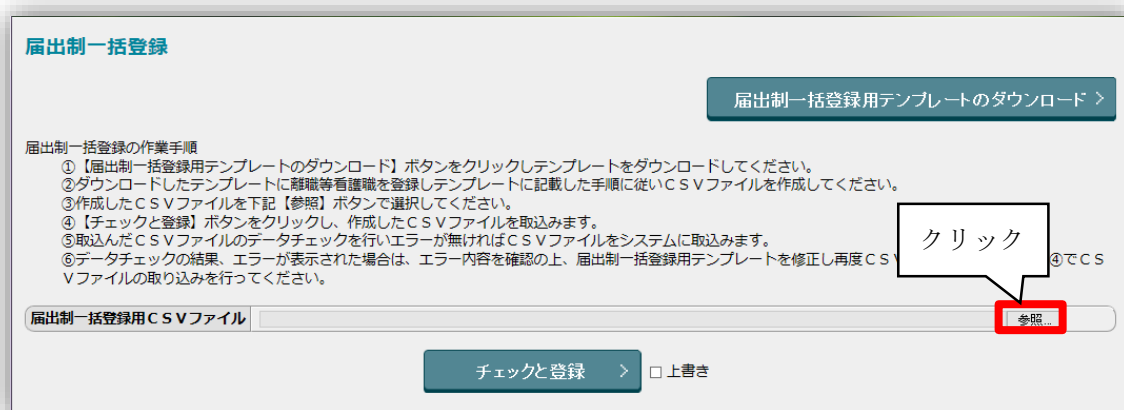 届出制一括登録
届出制一括登録用テンプレートのダウンロード >
届出制一括登録の作業手順
①【届出制一括登録用テンプレートのダウンロード】ボタンをクリックしテンプレートをダウンロードしてください。
②ダウンロードしたテンプレートに離職等看護職を登録しテンプレートに記載した手順に従いＣＳＶファイルを作成してください。
③作成したＣＳＶファイルを下記【参照】ボタンで選択してください。
④【チェックと登録】ボタンをクリックし、作成したＣＳＶファイルを取込みます。
⑤取込んだＣＳＶファイルのデータチェックを行いエラーが無ければＣＳＶファイルをシステムに取込みます。
⑥データチェックの結果、エラーが表示された場合は、エラー内容を確認の上、届出制一括登録用テンプレートを修正し再度ＣＳ ④でＣＳ
Ｖファイルの取り込みを行ってください。
クリック
届出制一括登録用ＣＳＶファイル 参照...
チェックと登録 > 上書き